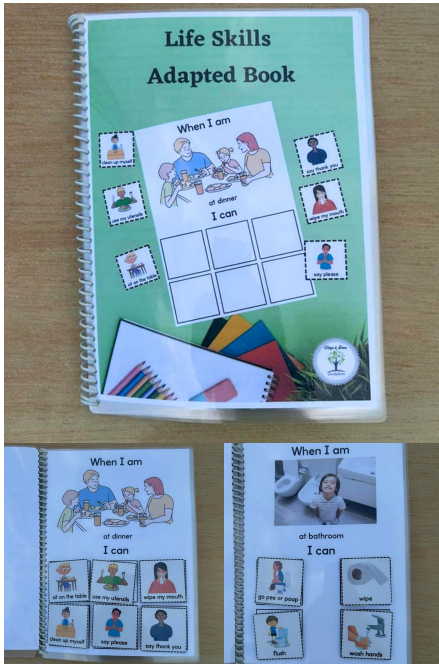 Life Skills
Adapted Book
When I am
at dinner
I can
clean up myself
use my utensils
sit on the table
say thank you
wipe my mouth
say please
When I am
at dinner
I can
sit on the table
use my utensils
wipe my mouth
clean up myself
say please
say thank you
When I am
at bathroom
I can
go pee or poop
wipe
flush
wash hands